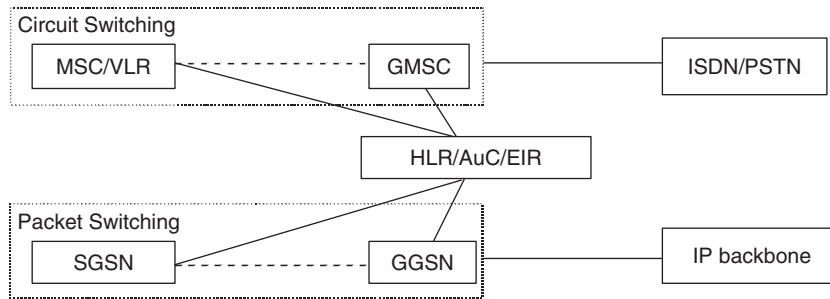 Circuit Switching
MSC/VLR
GMSC
ISDN/PSTN
HLR/AuC/EIR
Packet Switching
SGSN
GGSN
IP backbone